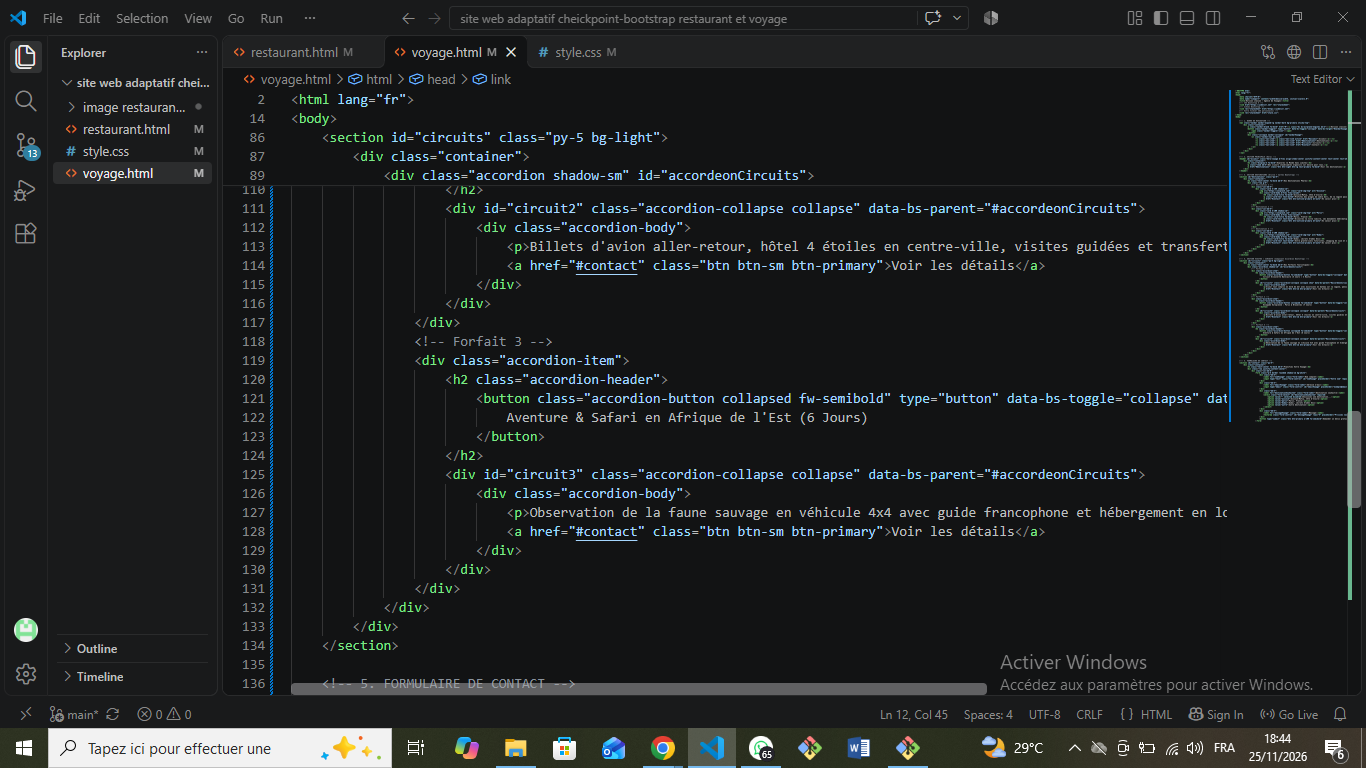 File Edit Selection View Go Run ···
site web adaptatif cheickpoint-bootstrap restaurant et voyage
Explorer ···
restaurant.html M
voyage.html M
style.css M
voyage.html > html > head > link
Text Editor
site web adaptatif chei...
image restauran...
restaurant.html M
style.css M
voyage.html M
13
2 <html lang="fr">
14 <body>
86 <section id="circuits" class="py-5 bg-light">
87 <div class="container">
89 <div class="accordion shadow-sm" id="accordeonCircuits">
110 </h2>
111 <div id="circuit2" class="accordion-collapse collapse" data-bs-parent="#accordeonCircuits">
112 <div class="accordion-body">
113 <p>Billets d'avion aller-retour, hôtel 4 étoiles en centre-ville, visites guidées et transfert
114 <a href="#contact" class="btn btn-sm btn-primary">Voir les détails</a>
115 </div>
116 </div>
117 </div>
118 <!-- Forfait 3 -->
119 <div class="accordion-item">
120 <h2 class="accordion-header">
121 <button class="accordion-button collapsed fw-semibold" type="button" data-bs-toggle="collapse" dat
122 Aventure & Safari en Afrique de l'Est (6 Jours)
123 </button>
124 </h2>
125 <div id="circuit3" class="accordion-collapse collapse" data-bs-parent="#accordeonCircuits">
126 <div class="accordion-body">
127 <p>Observation de la faune sauvage en véhicule 4x4 avec guide francophone et hébergement en lo
128 <a href="#contact" class="btn btn-sm btn-primary">Voir les détails</a>
129 </div>
130 </div>
131 </div>
132 </div>
133 </div>
134 </section>
135
136 <!-- 5. FORMULAIRE DE CONTACT -->
Outline
Timeline
Activer Windows
Accédez aux paramètres pour activer Windows.
main* 0 0
Ln 12, Col 45 Spaces: 4 UTF-8 CRLF { } HTML Sign In Go Live
Tapez ici pour effectuer une
65
29°C
FRA
18:44
25/11/2026
6